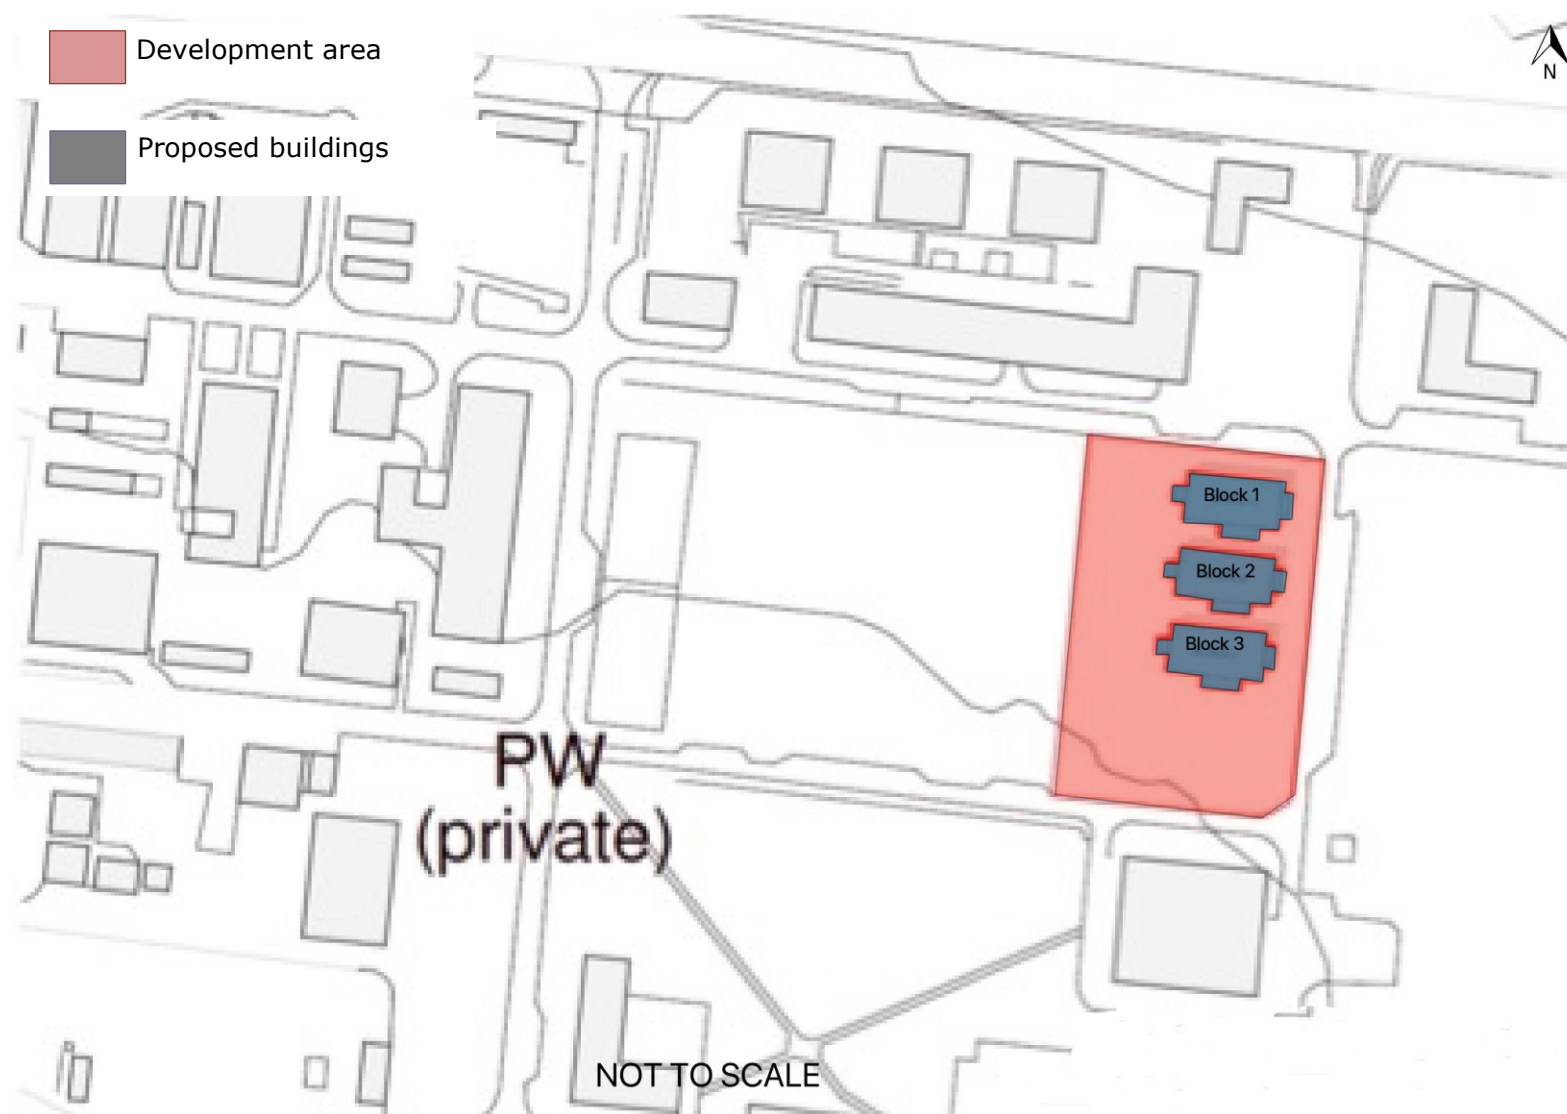 Development area
N
Proposed buildings
Block 1
Block 2
Block 3
PW
(private)
NOT TO SCALE